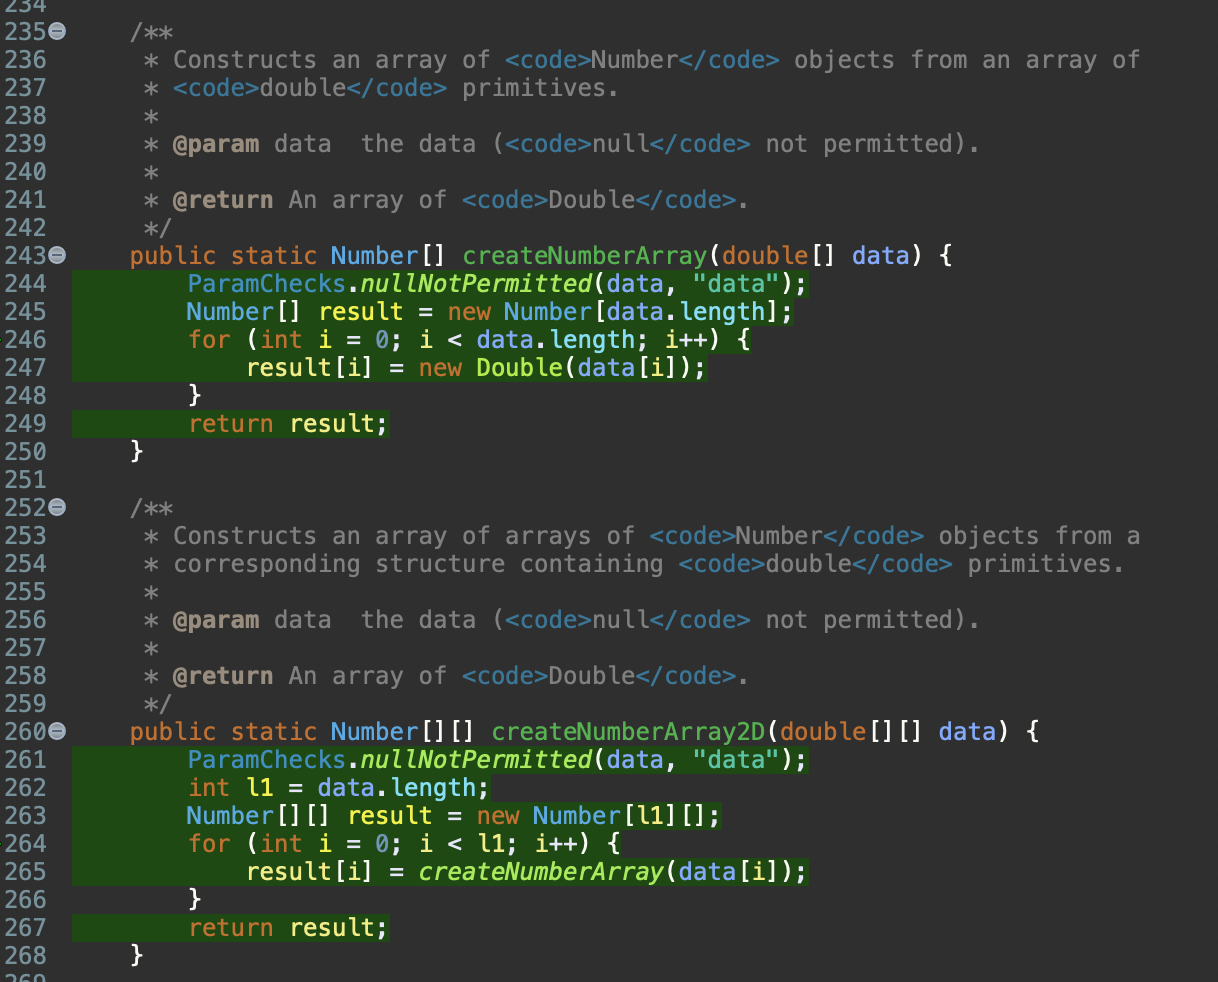 234
235 /**
236 * Constructs an array of <code>Number</code> objects from an array of
237 * <code>double</code> primitives.
238 *
239 * @param data  the data (<code>null</code> not permitted).
240 *
241 * @return An array of <code>Double</code>.
242 */
243 public static Number[] createNumberArray(double[] data) {
244 ParamChecks.nullNotPermitted(data, "data");
245 Number[] result = new Number[data.length];
246 for (int i = 0; i < data.length; i++) {
247 result[i] = new Double(data[i]);
248 }
249 return result;
250 }
251
252 /**
253 * Constructs an array of arrays of <code>Number</code> objects from a
254 * corresponding structure containing <code>double</code> primitives.
255 *
256 * @param data  the data (<code>null</code> not permitted).
257 *
258 * @return An array of <code>Double</code>.
259 */
260 public static Number[][] createNumberArray2D(double[][] data) {
261 ParamChecks.nullNotPermitted(data, "data");
262 int l1 = data.length;
263 Number[][] result = new Number[l1][];
264 for (int i = 0; i < l1; i++) {
265 result[i] = createNumberArray(data[i]);
266 }
267 return result;
268 }
269